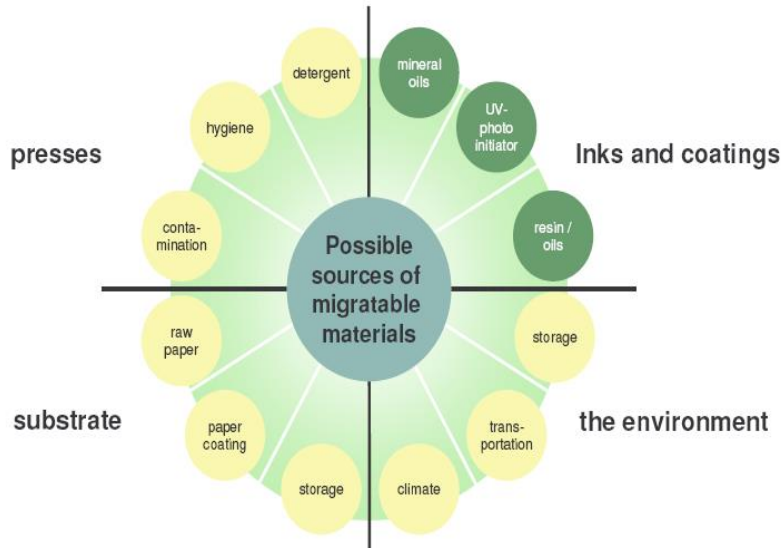 detergent
mineral
oils
hygiene
UV-
photo
initiator
presses
Inks and coatings
conta-
mination
resin /
oils
Possible
sources of
migratable
materials
raw
paper
storage
substrate
the environment
paper
coating
trans-
portation
storage
climate